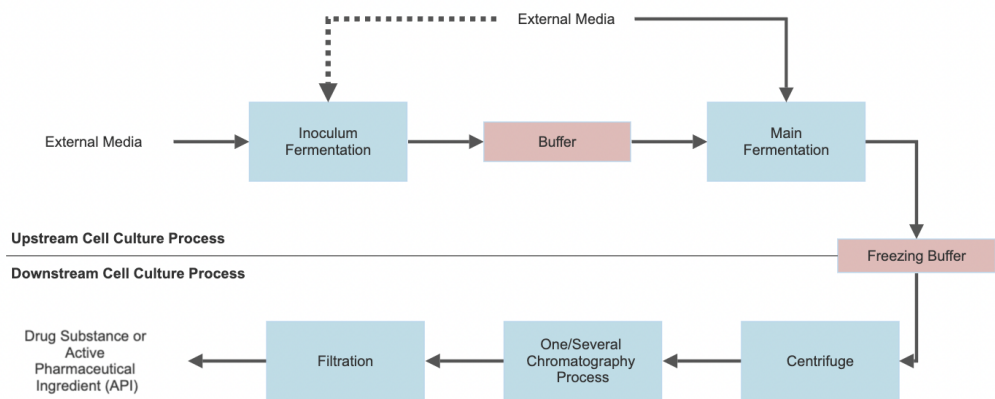 External Media
External Media
Inoculum
Fermentation
Buffer
Main
Fermentation
Upstream Cell Culture Process
Freezing Buffer
Downstream Cell Culture Process
Drug Substance or
Active
Pharmaceutical
Ingredient (API)
Filtration
One/Several
Chromatography
Process
Centrifuge